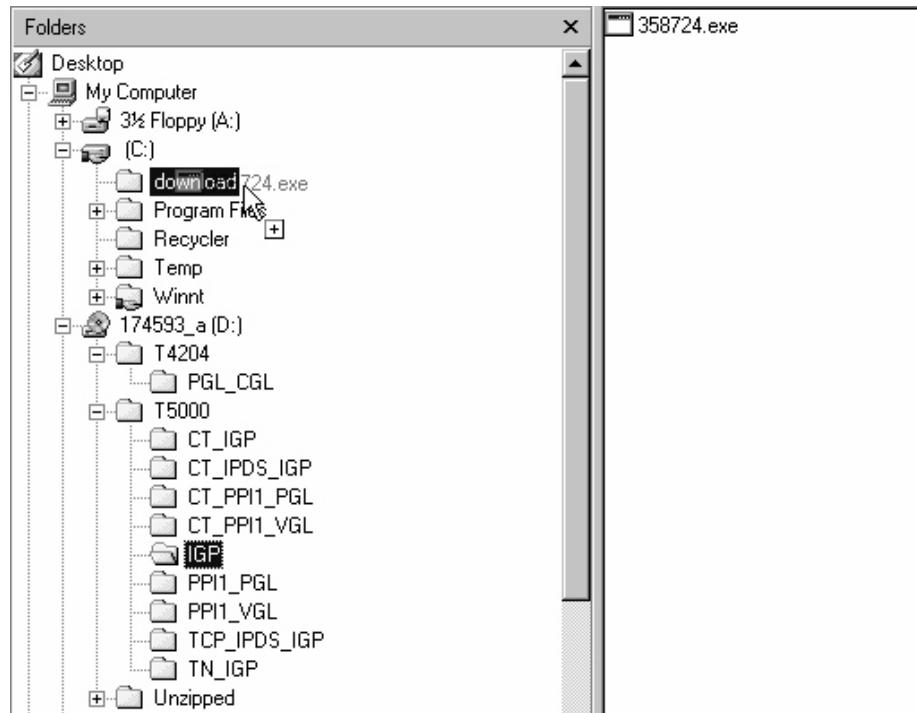 Folders
358724.exe
Desktop
My Computer
3½ Floppy (A:)
(C:)
download 724.exe
Program Files
Recycler
Temp
Winnt
174593_a (D:)
T4204
PGL_CGL
T5000
CT_IGP
CT_IPDS_IGP
CT_PPI1_PGL
CT_PPI1_VGL
IGP
PPI1_PGL
PPI1_VGL
TCP_IPDS_IGP
TN_IGP
Unzipped